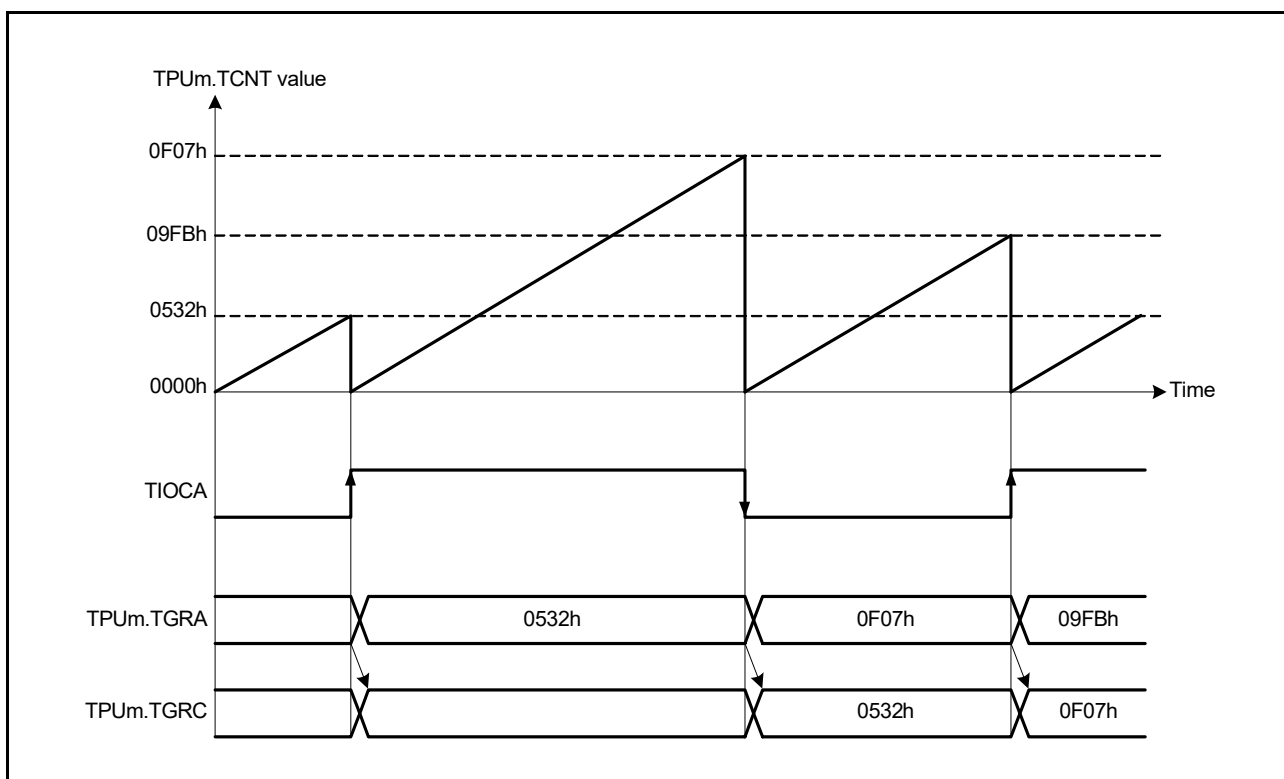 TPUm.TCNT value
0F07h
09FBh
0532h
0000h
Time
TIOCA
TPUm.TGRA
0532h
0F07h
09FBh
TPUm.TGRC
0532h
0F07h